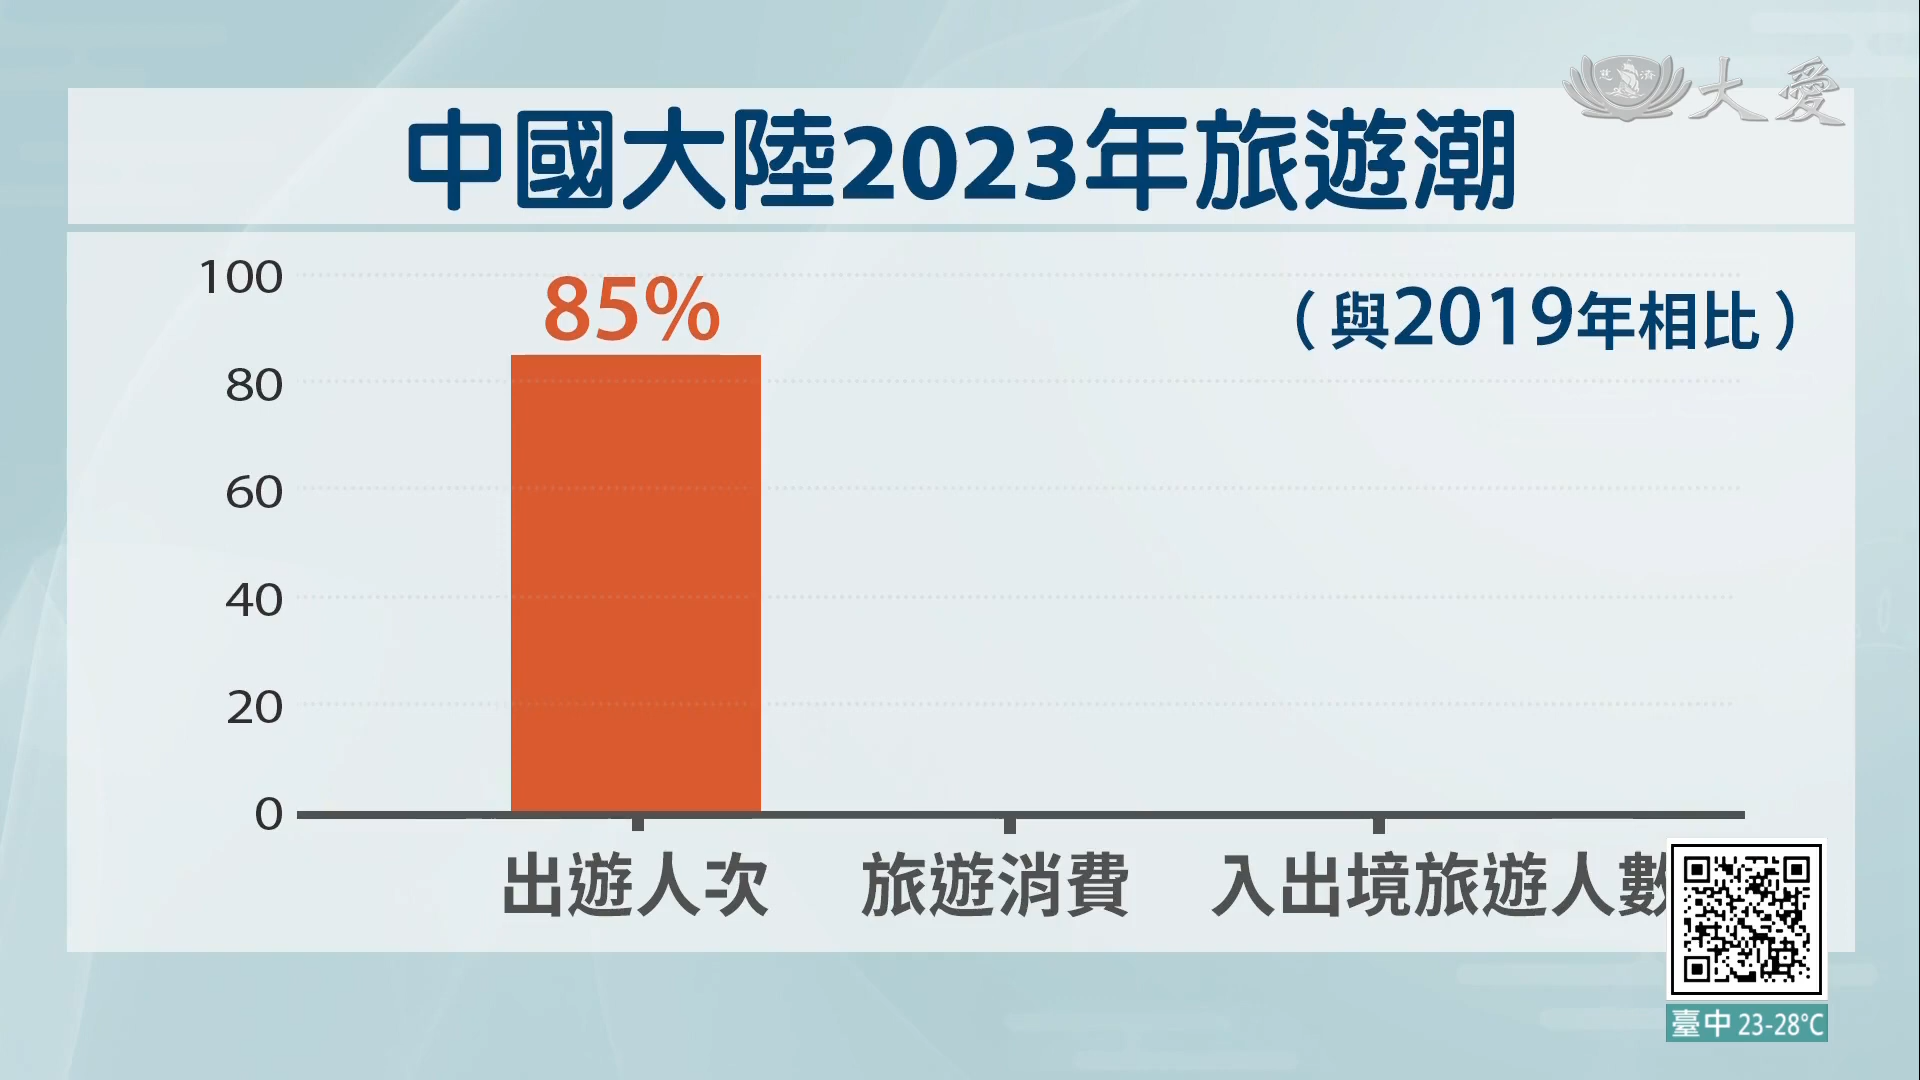 慈濟
大愛
中國大陸2023年旅遊潮
(與2019年相比)
100
85%
80
60
40
20
0
出遊人次 旅遊消費 入出境旅遊人數
臺中 23-28°C